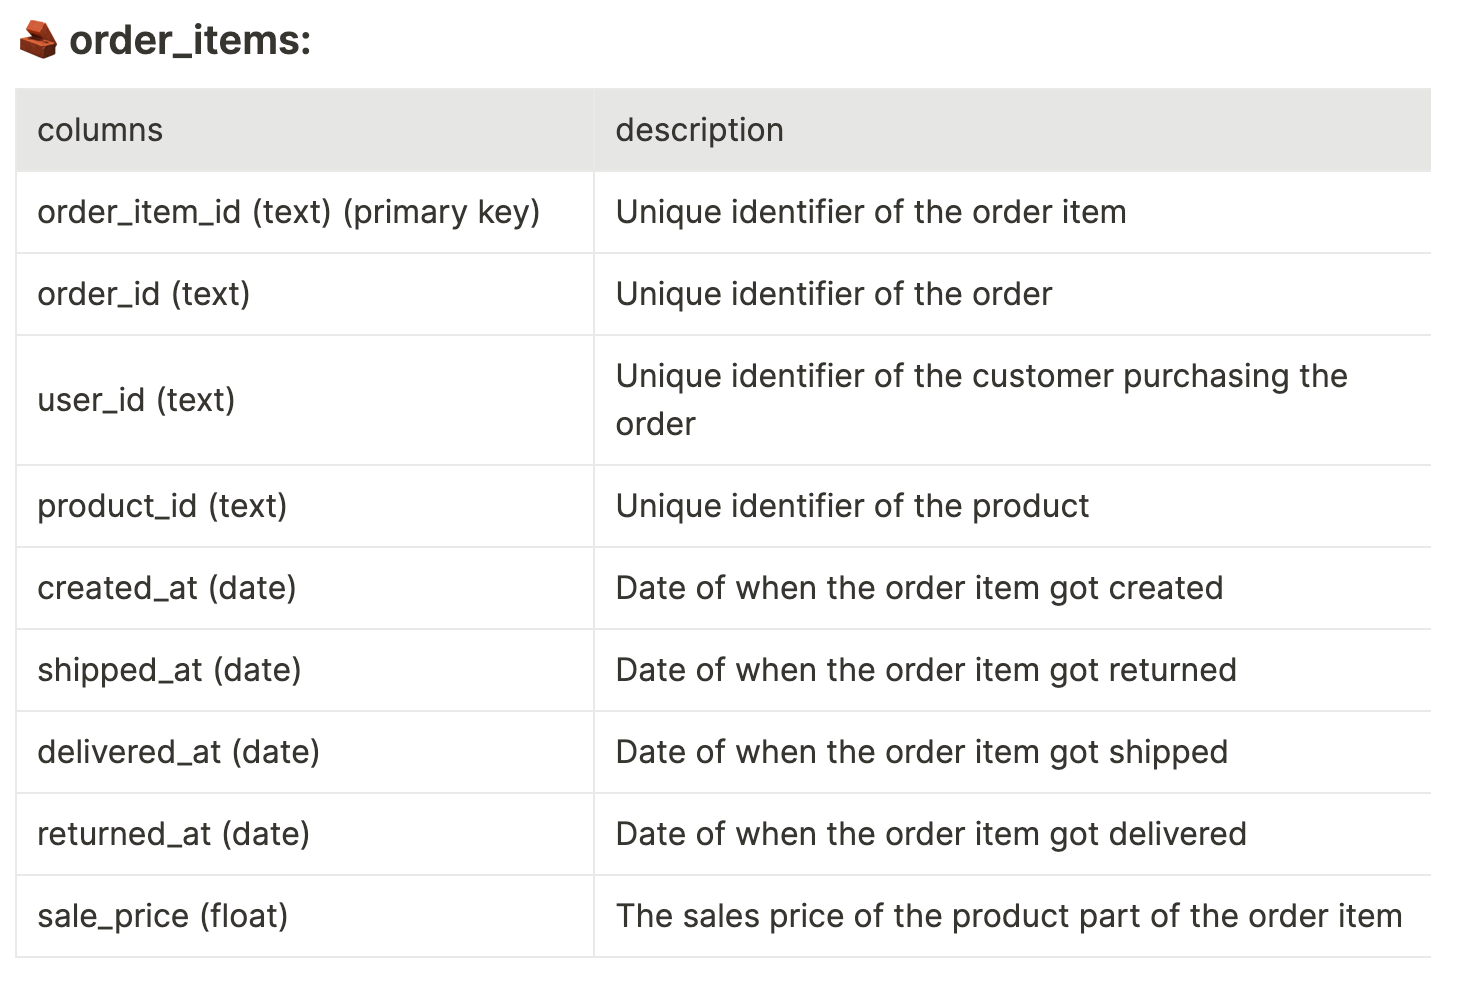 order_items:
columns
description
order_item_id (text) (primary key)
Unique identifier of the order item
order_id (text)
Unique identifier of the order
user_id (text)
Unique identifier of the customer purchasing the
order
product_id (text)
Unique identifier of the product
created_at (date)
Date of when the order item got created
shipped_at (date)
Date of when the order item got returned
delivered_at (date)
Date of when the order item got shipped
returned_at (date)
Date of when the order item got delivered
sale_price (float)
The sales price of the product part of the order item